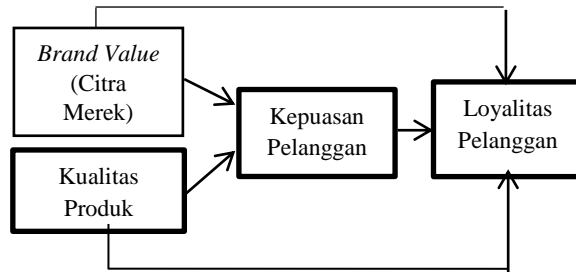 Brand Value
(Citra
Merek)
Kualitas
Produk
Kepuasan
Pelanggan
Loyalitas
Pelanggan